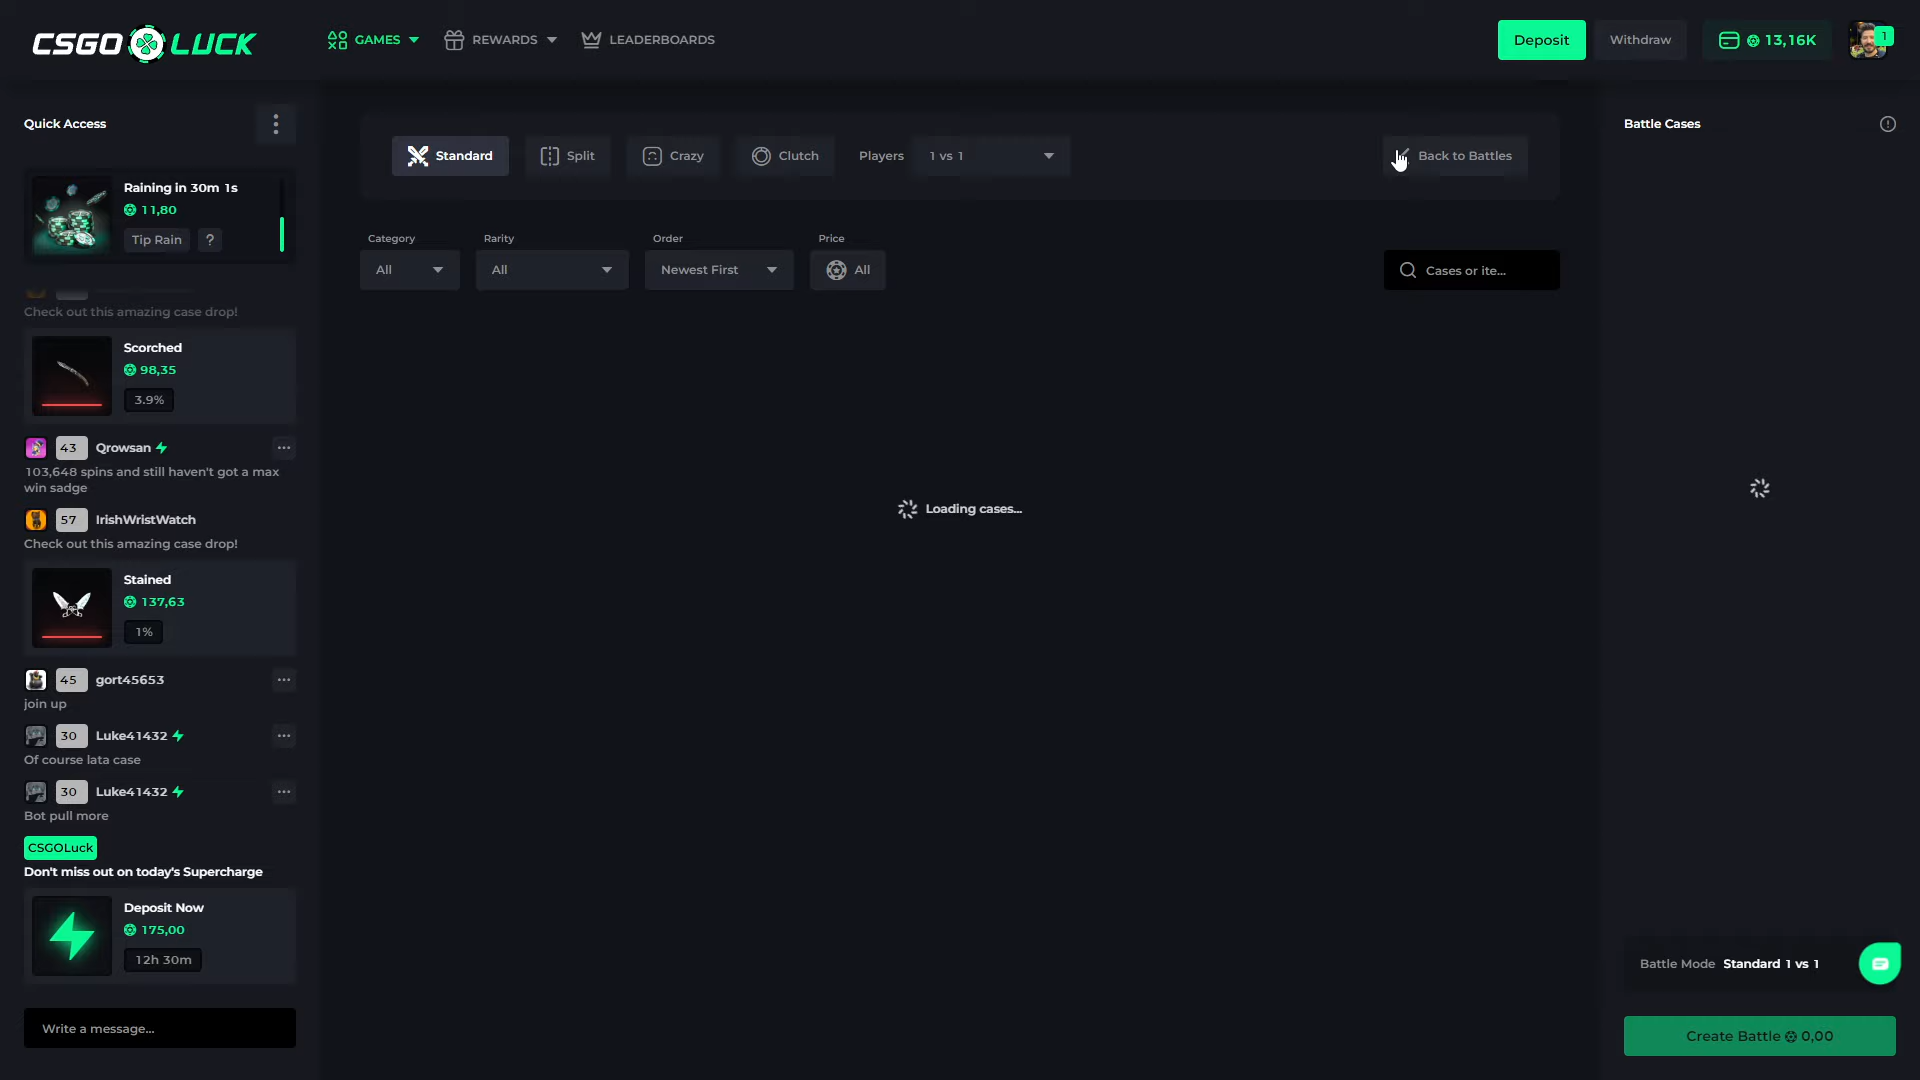 CSGO LUCK
GAMES
REWARDS
LEADERBOARDS
Deposit
Withdraw
13,16K
1
Quick Access
Raining in 30m 1s
11,80
Tip Rain
?
Check out this amazing case drop!
Scorched
98,35
3.9%
43 Qrowsan
103,648 spins and still haven't got a max
win sadge
57 IrishWristWatch
Check out this amazing case drop!
Stained
137,63
1%
45 gort45653
join up
30 Luke41432
Of course lata case
30 Luke41432
Bot pull more
CSGOLuck
Don't miss out on today's Supercharge
Deposit Now
175,00
12h 30m
Write a message...
Standard
Split
Crazy
Clutch
Players
1 vs 1
Back to Battles
Category
All
Rarity
All
Order
Newest First
Price
All
Cases or ite...
Loading cases...
Battle Cases
Battle Mode Standard 1 vs 1
Create Battle 0,00